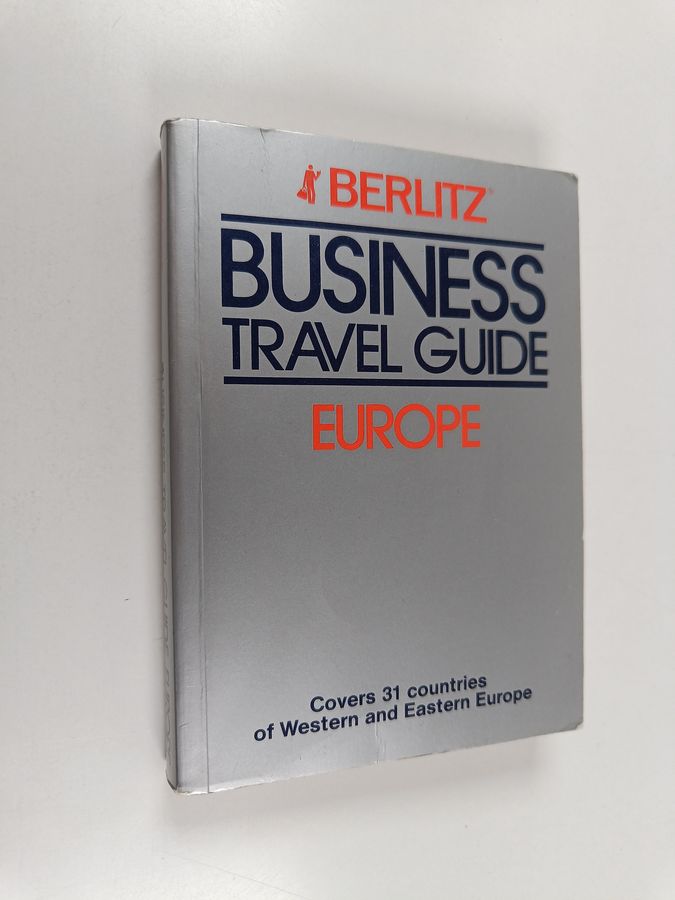 BERLITZ®
BUSINESS
TRAVEL GUIDE
EUROPE
Covers 31 countries
of Western and Eastern Europe